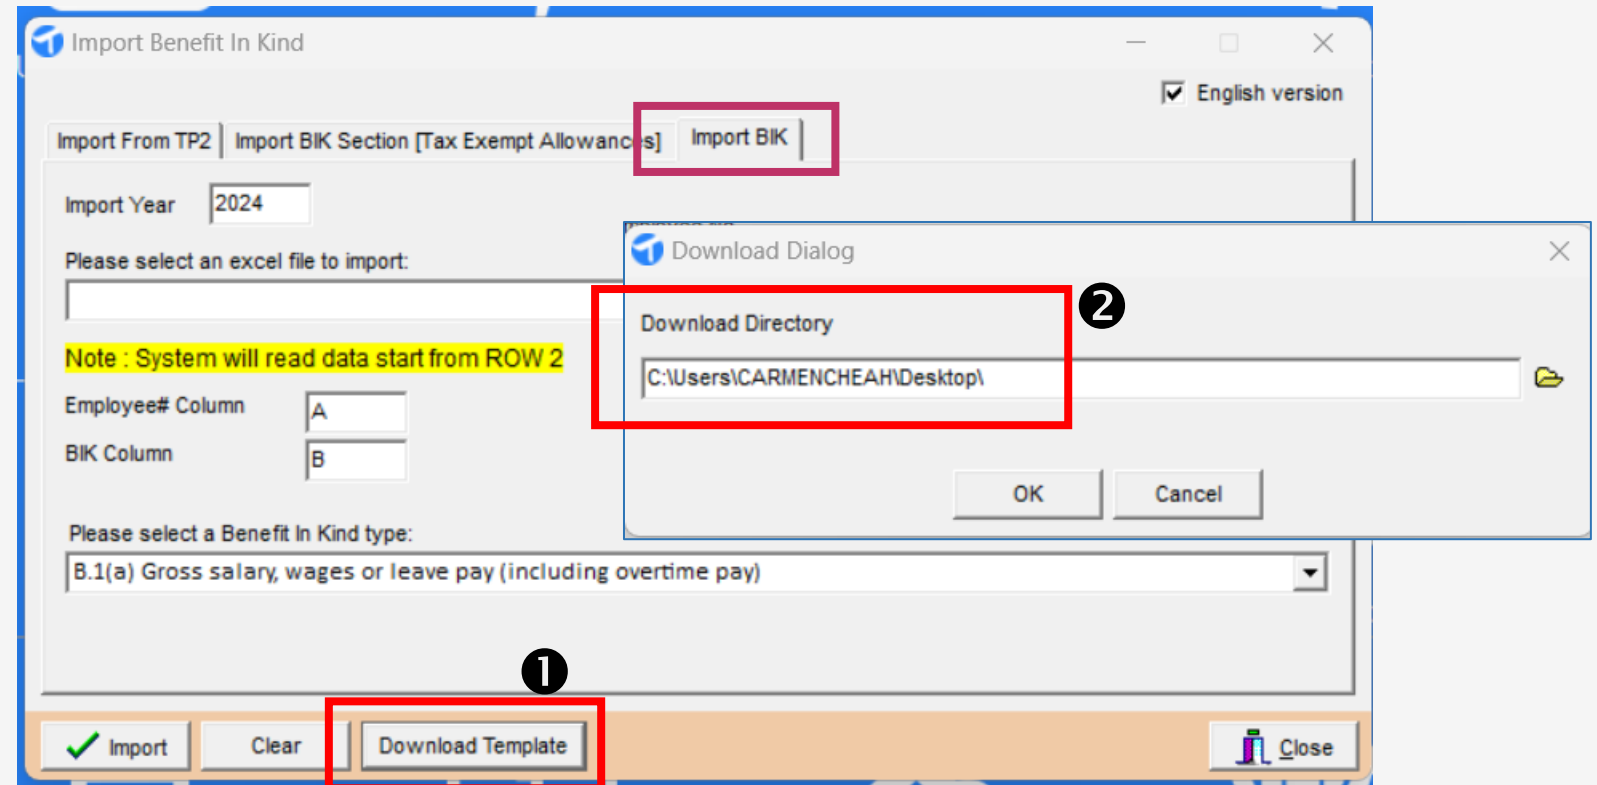 Import Benefit In Kind
English version
Import From TP2
Import BIK Section [Tax Exempt Allowances]
Import BIK
Import Year
2024
Please select an excel file to import:
Download Dialog
2
Download Directory
C:\Users\CARMENCHEAH\Desktop\
Note : System will read data start from ROW 2
Employee# Column
A
BIK Column
B
OK
Cancel
Please select a Benefit In Kind type:
B.1(a) Gross salary, wages or leave pay (including overtime pay)
1
Import
Clear
Download Template
Close